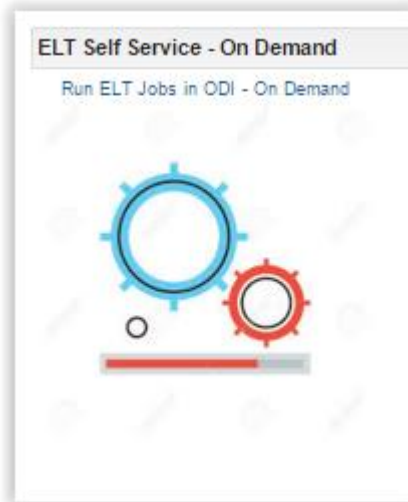 ELT Self Service - On Demand
Run ELT Jobs in ODI - On Demand